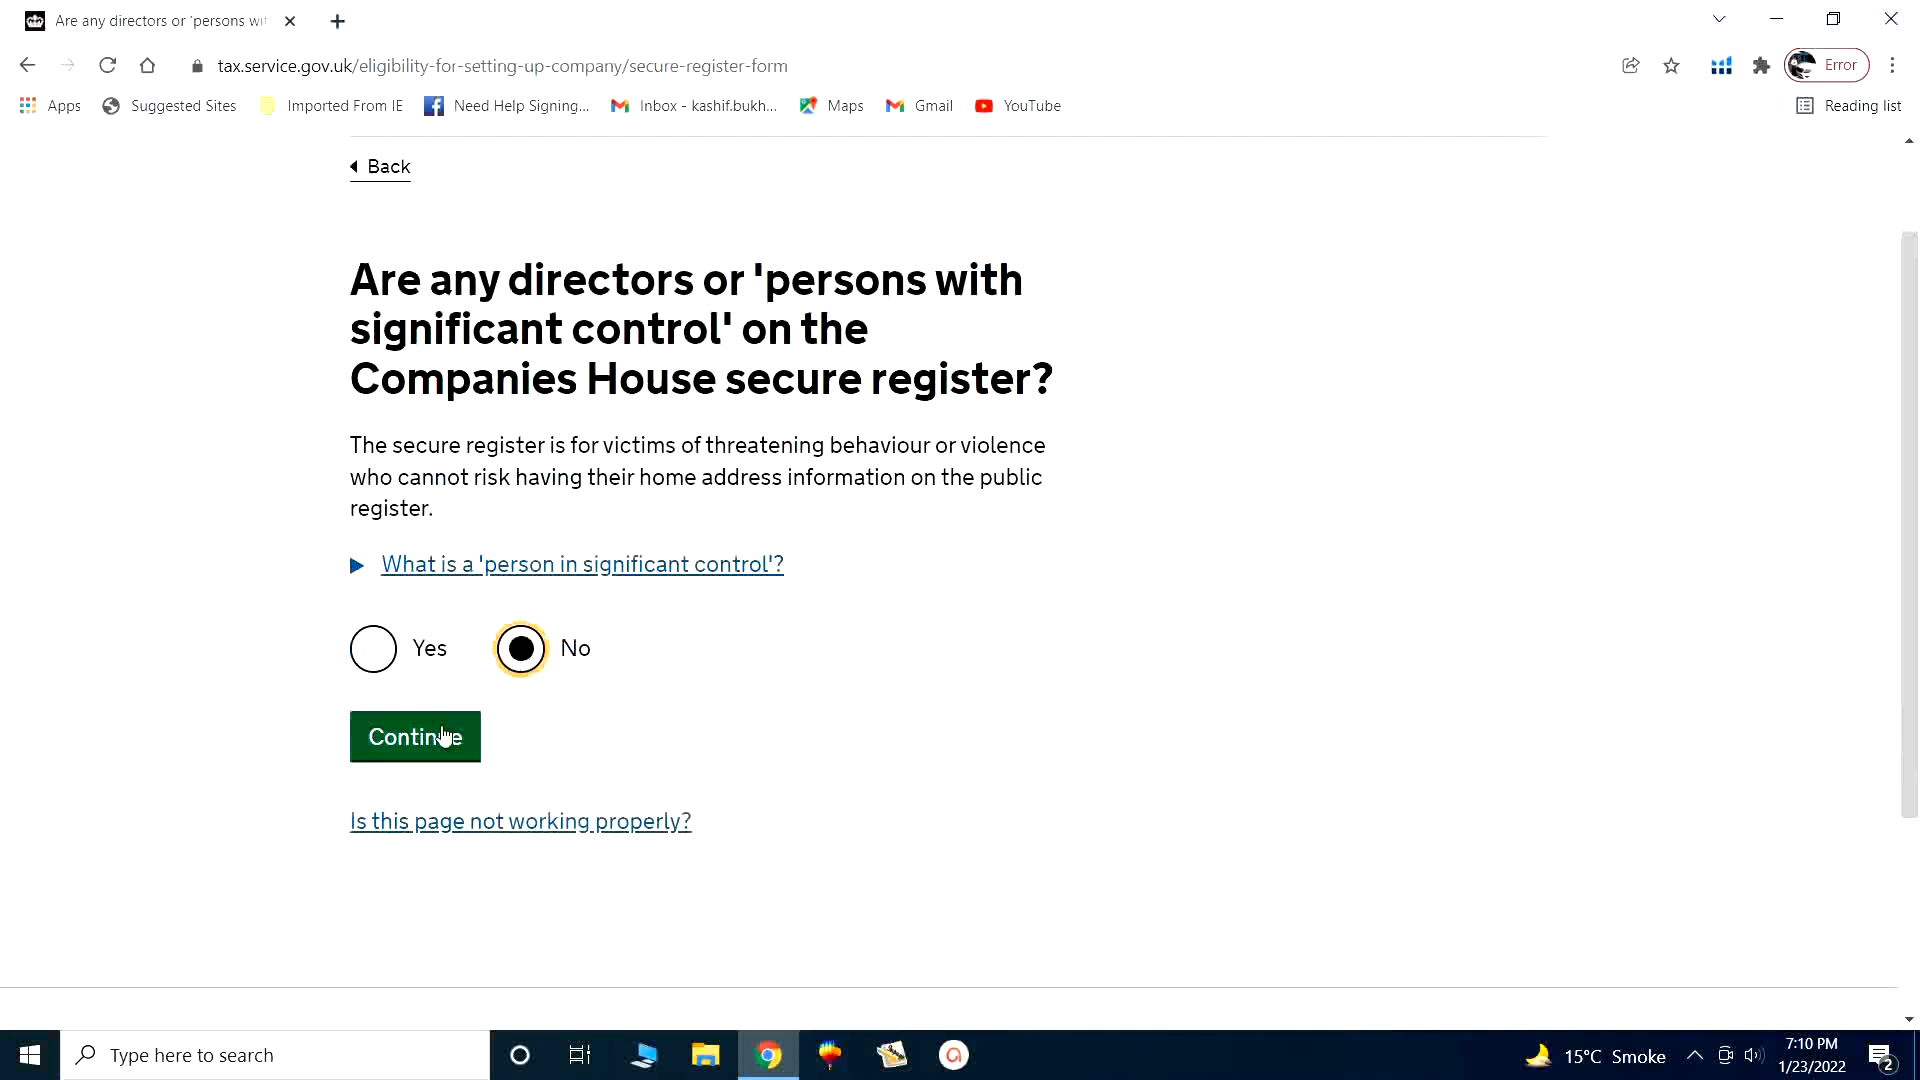 Are any directors or 'persons wit
tax.service.gov.uk/eligibility-for-setting-up-company/secure-register-form
Error
Apps
Suggested Sites
Imported From IE
Need Help Signing...
Inbox - kashif.bukh...
Maps
Gmail
YouTube
Reading list
Back
Are any directors or 'persons with
significant control' on the
Companies House secure register?
The secure register is for victims of threatening behaviour or violence
who cannot risk having their home address information on the public
register.
What is a 'person in significant control'?
Yes
No
Continue
Is this page not working properly?
Type here to search
15°C Smoke
7:10 PM
1/23/2022
2